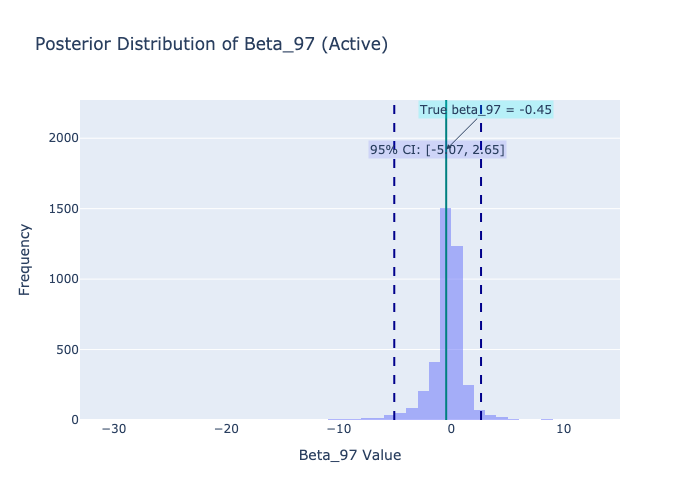 Posterior Distribution of Beta_97 (Active)
True beta_97 = -0.45
95% CI: [-5.07, 2.65]
2000
1500
1000
500
0
Frequency
−30
−20
−10
0
10
Beta_97 Value